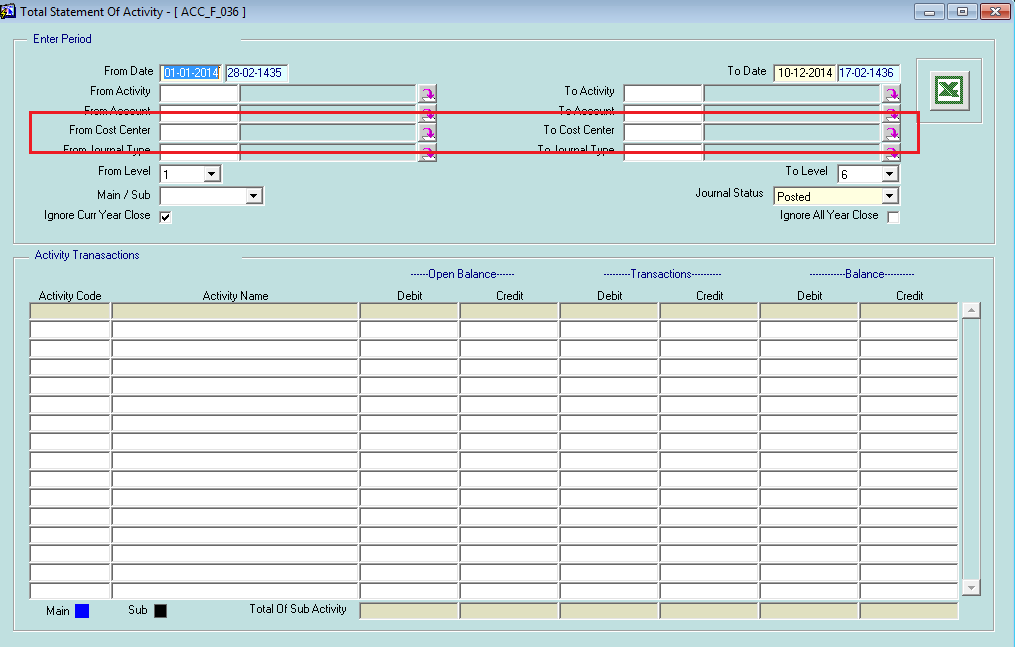 Total Statement Of Activity - [ ACC_F_036 ]
Enter Period
From Date 01-01-2014 28-02-1435 To Date 10-12-2014 17-02-1436
From Activity To Activity
From Account To Account
From Cost Center To Cost Center
From Journal Type To Journal Type
From Level 1 To Level 6
Main / Sub Journal Status Posted
Ignore Curr Year Close Ignore All Year Close
Activity Tranasactions
------Open Balance------ ---------Transactions--------- ------------Balance----------
Activity Code Activity Name Debit Credit Debit Credit Debit Credit
Main Sub Total Of Sub Activity